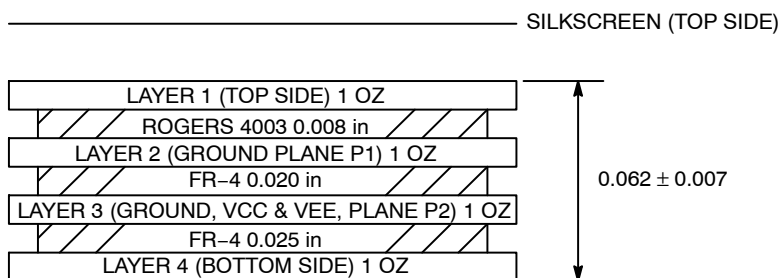 SILKSCREEN (TOP SIDE)
LAYER 1 (TOP SIDE) 1 OZ
ROGERS 4003 0.008 in
LAYER 2 (GROUND PLANE P1) 1 OZ
FR−4 0.020 in
0.062 ± 0.007
LAYER 3 (GROUND, VCC & VEE, PLANE P2) 1 OZ
FR−4 0.025 in
LAYER 4 (BOTTOM SIDE) 1 OZ